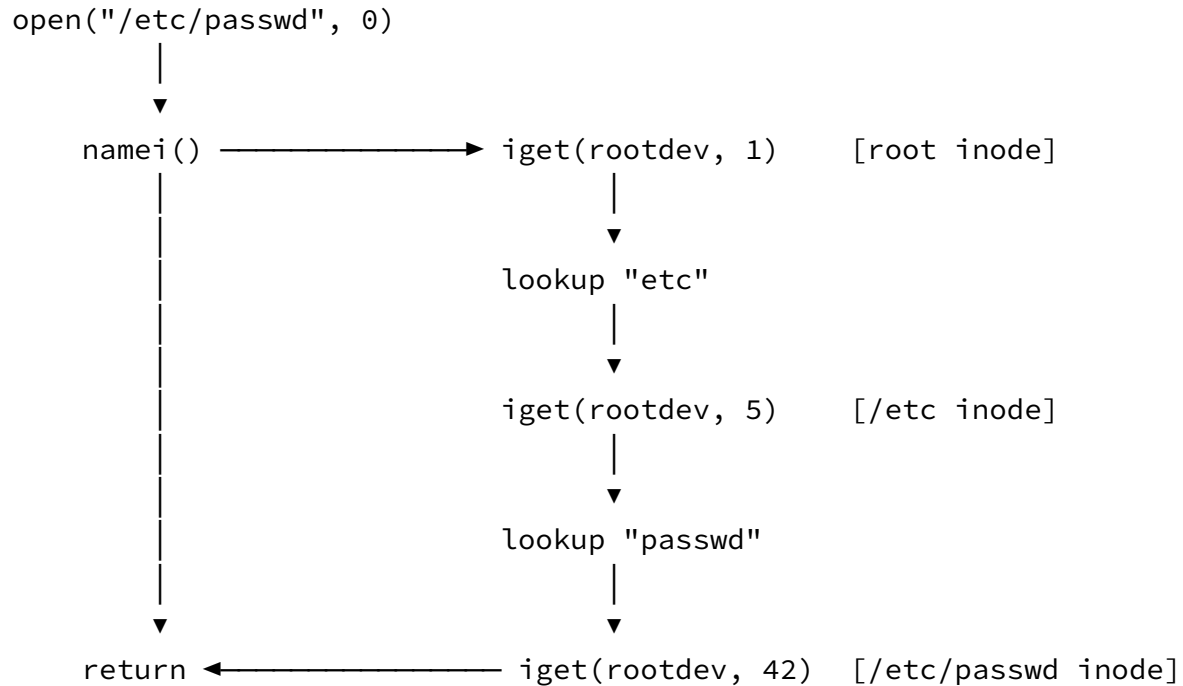 open("/etc/passwd", 0)
namei() iget(rootdev, 1) [root inode]
lookup "etc"
iget(rootdev, 5) [/etc inode]
lookup "passwd"
return iget(rootdev, 42) [/etc/passwd inode]